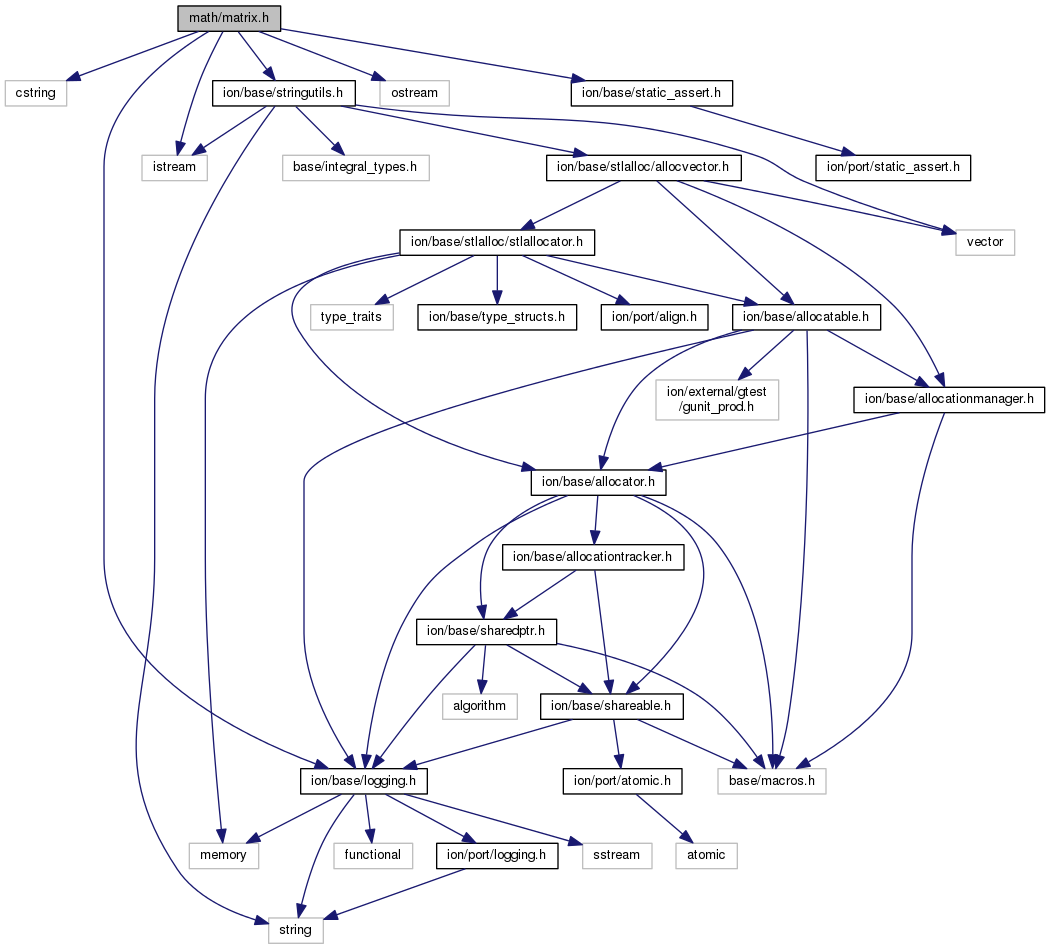 math/matrix.h
cstring
ion/base/stringutils.h
ostream
ion/base/static_assert.h
istream
base/integral_types.h
ion/base/stlalloc/allocvector.h
ion/port/static_assert.h
ion/base/stlalloc/stlallocator.h
vector
type_traits
ion/base/type_structs.h
ion/port/align.h
ion/base/allocatable.h
ion/external/gtest
/gunit_prod.h
ion/base/allocationmanager.h
ion/base/allocator.h
ion/base/allocationtracker.h
ion/base/sharedptr.h
algorithm
ion/base/shareable.h
ion/base/logging.h
ion/port/atomic.h
base/macros.h
memory
functional
ion/port/logging.h
sstream
atomic
string